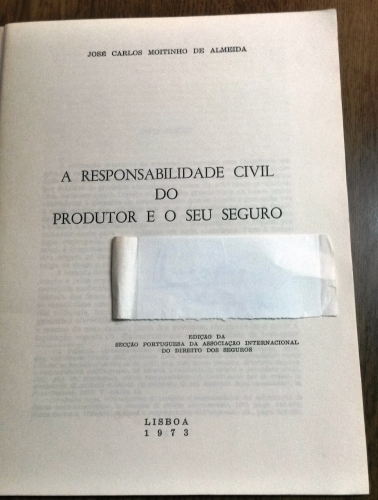 JOSÉ CARLOS MOITINHO DE ALMEIDA
A RESPONSABILIDADE CIVIL
DO
PRODUTOR E O SEU SEGURO
EDIÇÃO DA
SECÇÃO PORTUGUESA DA ASSOCIAÇÃO INTERNACIONAL
DO DIREITO DOS SEGUROS
LISBOA
1973